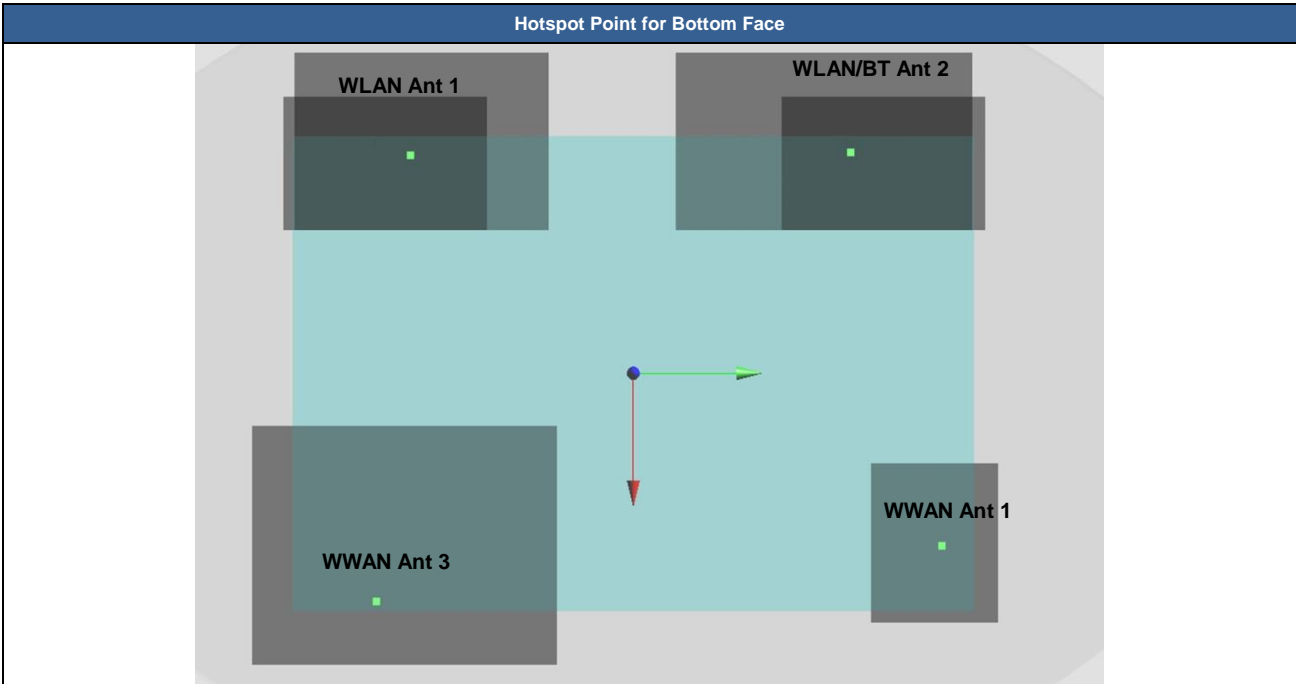 Hotspot Point for Bottom Face
WLAN/BT Ant 2
WLAN Ant 1
WWAN Ant 1
WWAN Ant 3